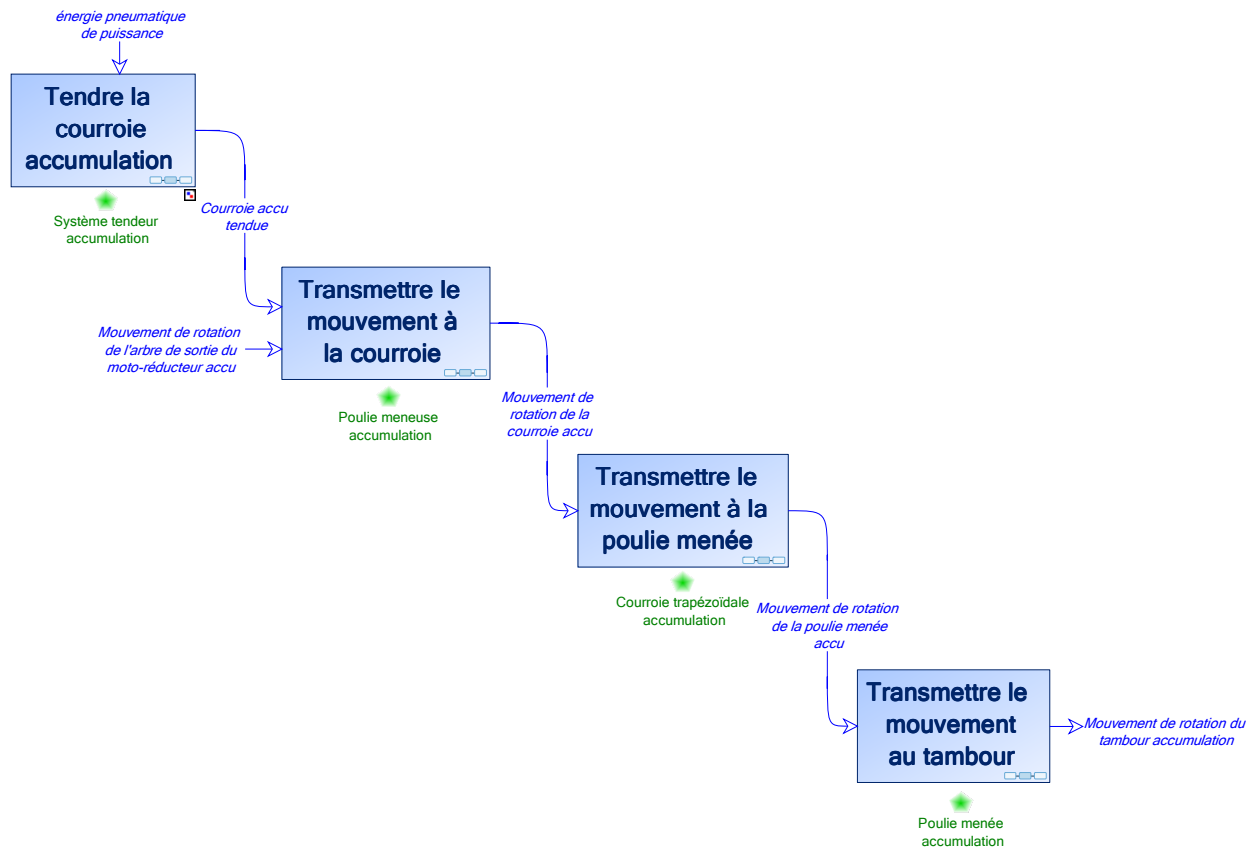 énergie pneumatique
de puissance
Tendre la
courroie
accumulation
Système tendeur
accumulation
Courroie accu
tendue
Transmettre le
mouvement à
la courroie
Mouvement de rotation
de l'arbre de sortie du
moto-réducteur accu
Poulie meneuse
accumulation
Mouvement de
rotation de la
courroie accu
Transmettre le
mouvement à la
poulie menée
Courroie trapézoïdale
accumulation
Mouvement de rotation
de la poulie menée
accu
Transmettre le
mouvement
au tambour
Mouvement de rotation du
tambour accumulation
Poulie menée
accumulation